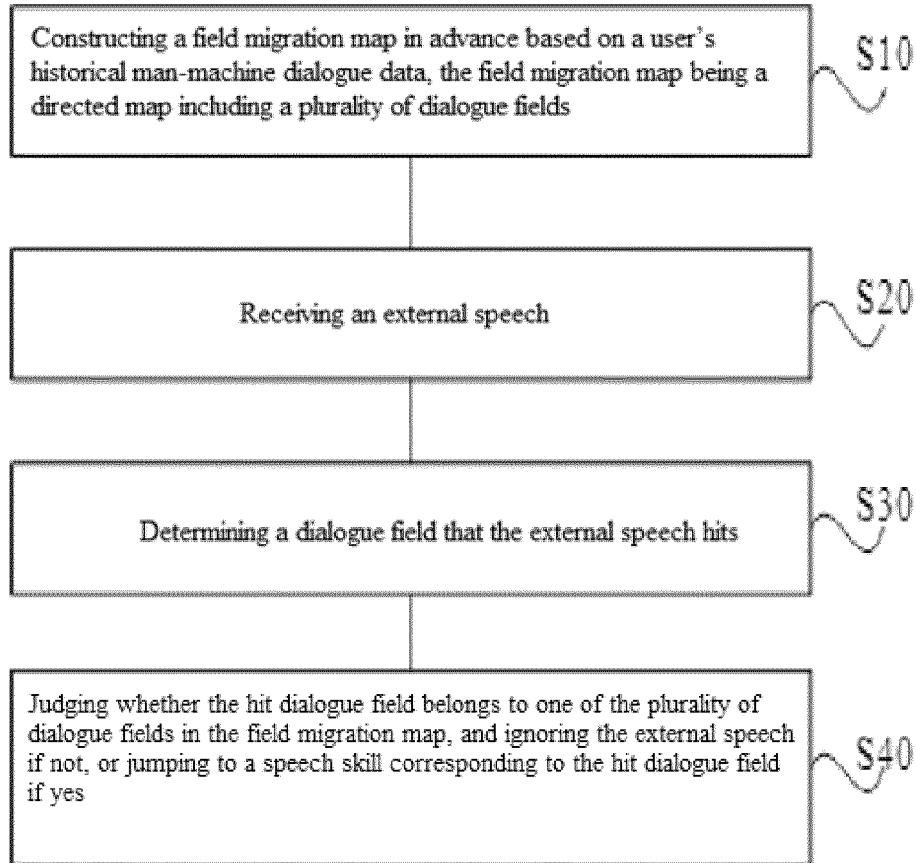 Constructing a field migration map in advance based on a user's
historical man-machine dialogue data, the field migration map being a
directed map including a plurality of dialogue fields
S10
Receiving an external speech
S20
Determining a dialogue field that the external speech hits
S30
Judging whether the hit dialogue field belongs to one of the plurality of
dialogue fields in the field migration map, and ignoring the external speech
if not, or jumping to a speech skill corresponding to the hit dialogue field
if yes
S40